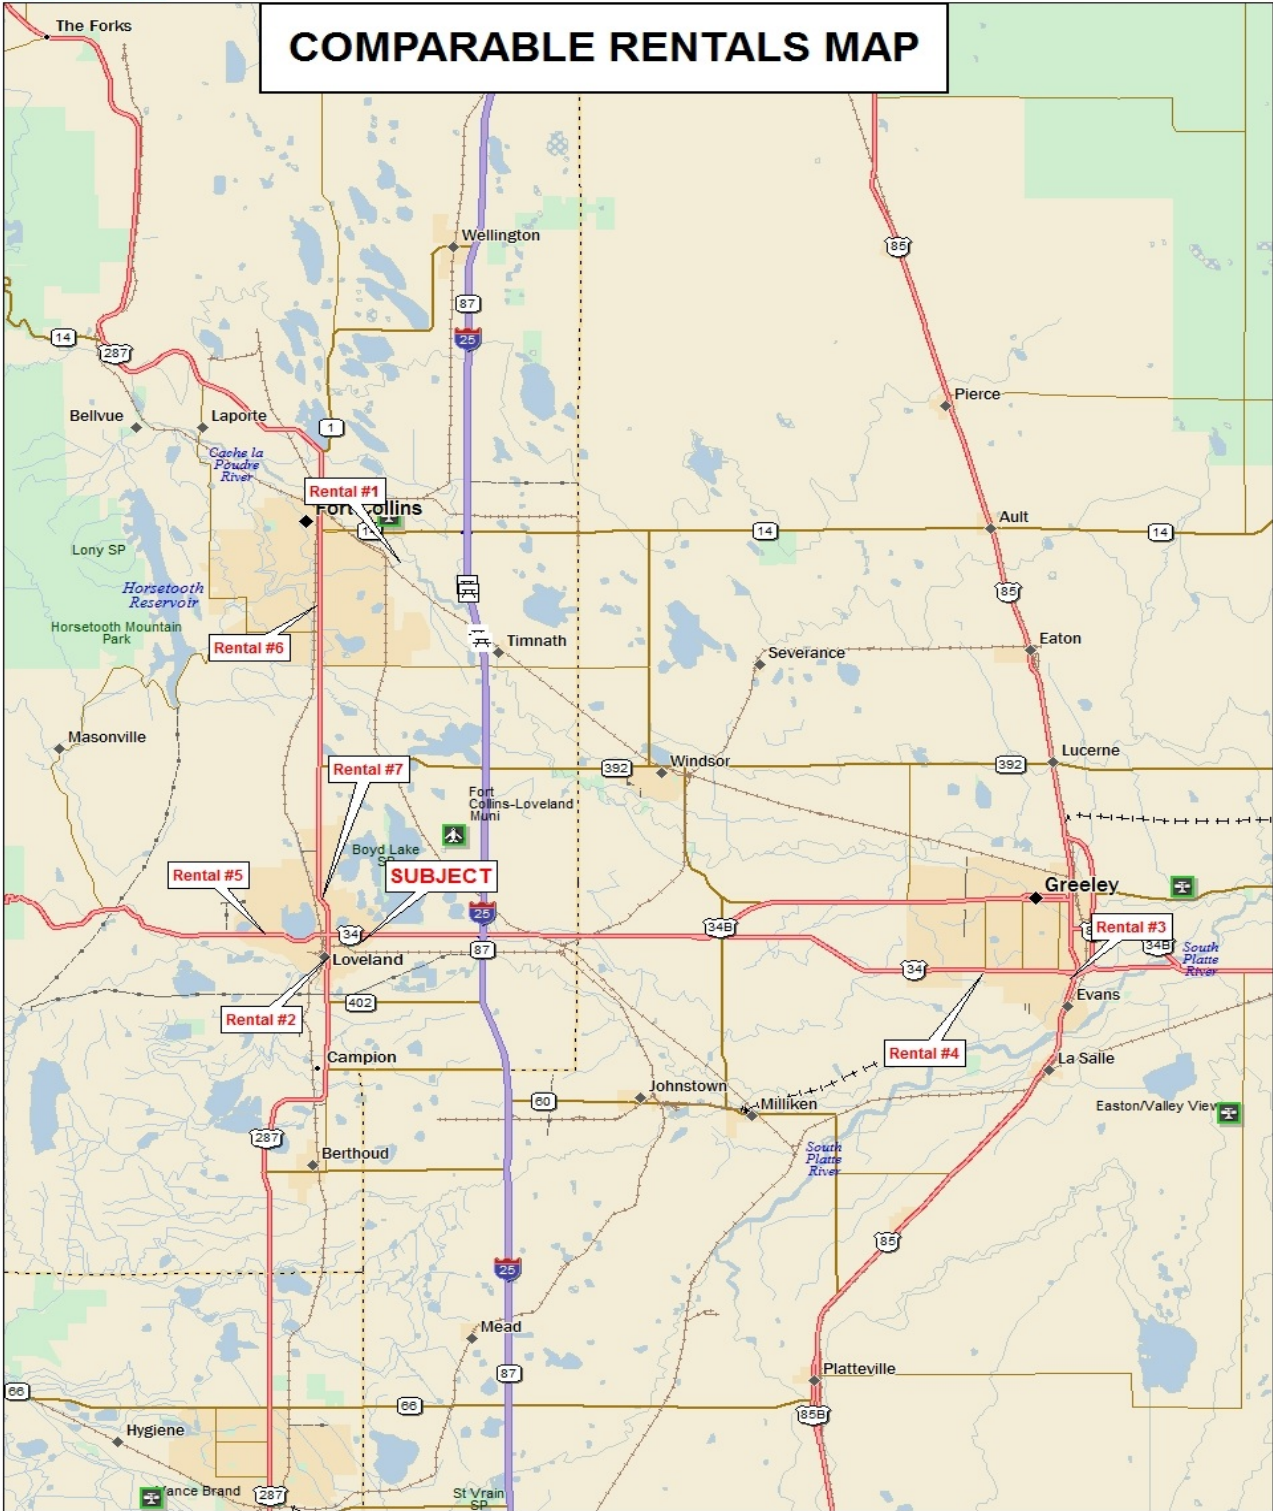 COMPARABLE RENTALS MAP
The Forks
Wellington
85
87
25
14
287
Pierce
Bellvue
Laporte
1
Cache la
Poudre
River
Rental #1
Fort Collins
14
14
Ault
14
Lony SP
Horsetooth
Reservoir
85
Horsetooth Mountain
Park
Rental #6
Timnath
Severance
Eaton
Masonville
Rental #7
392
Windsor
392
Lucerne
Fort
Collins-Loveland
Muni
Boyd Lake
SP
Rental #5
SUBJECT
Greeley
25
34
34B
Rental #3
34B
87
South
Platte
River
Loveland
34
402
Evans
Rental #2
Rental #4
Campion
La Salle
Johnstown
60
Milliken
Easton/Valley View
287
Berthoud
South
Platte
River
85
25
Mead
87
Platteville
66
66
85B
Hygiene
Vance Brand
287
St Vrain
SP